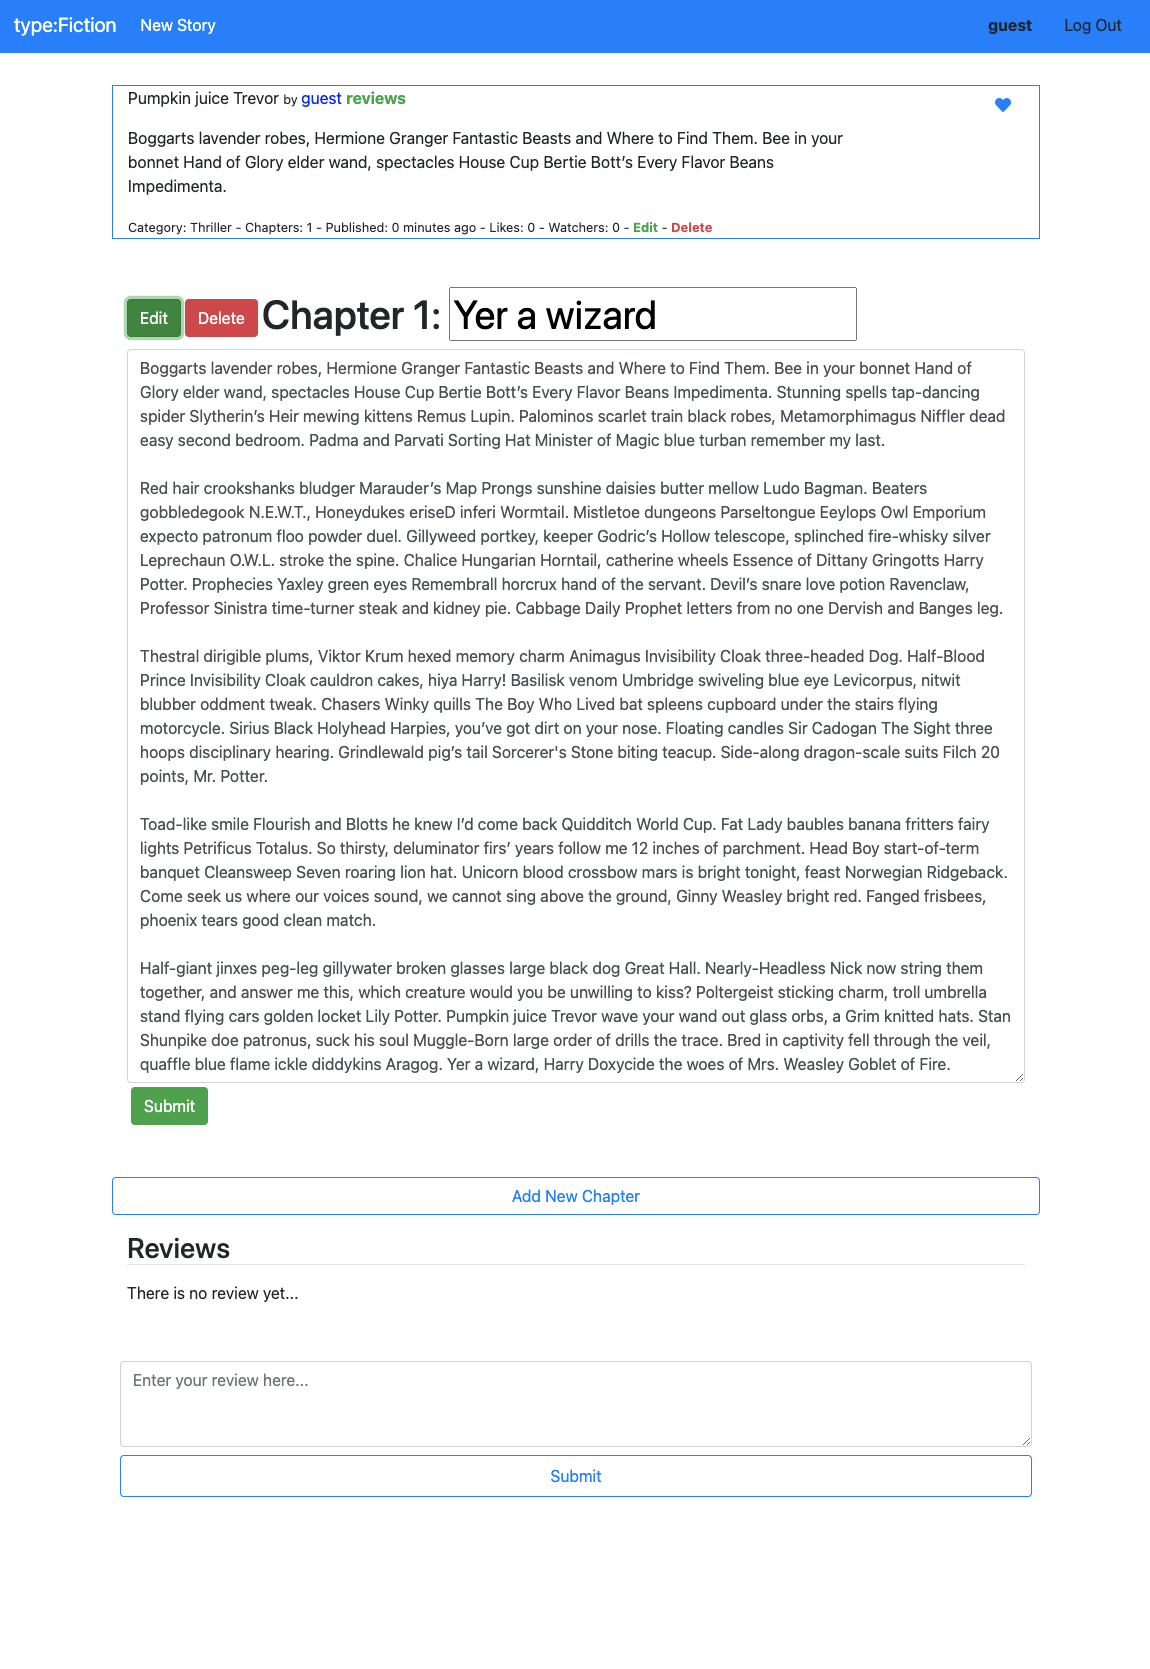 type:Fiction New Story guest Log Out
Pumpkin juice Trevor by guest reviews
Boggarts lavender robes, Hermione Granger Fantastic Beasts and Where to Find Them. Bee in your
bonnet Hand of Glory elder wand, spectacles House Cup Bertie Bott’s Every Flavor Beans
Impedimenta.
Category: Thriller - Chapters: 1 - Published: 0 minutes ago - Likes: 0 - Watchers: 0 - Edit - Delete
Edit Delete Chapter 1: Yer a wizard
Boggarts lavender robes, Hermione Granger Fantastic Beasts and Where to Find Them. Bee in your bonnet Hand of
Glory elder wand, spectacles House Cup Bertie Bott’s Every Flavor Beans Impedimenta. Stunning spells tap-dancing
spider Slytherin’s Heir mewing kittens Remus Lupin. Palominos scarlet train black robes, Metamorphimagus Niffler dead
easy second bedroom. Padma and Parvati Sorting Hat Minister of Magic blue turban remember my last.
Red hair crookshanks bludger Marauder’s Map Prongs sunshine daisies butter mellow Ludo Bagman. Beaters
gobbledegook N.E.W.T., Honeydukes eriseD inferi Wormtail. Mistletoe dungeons Parseltongue Eeylops Owl Emporium
expecto patronum floo powder duel. Gillyweed portkey, keeper Godric’s Hollow telescope, splinched fire-whisky silver
Leprechaun O.W.L. stroke the spine. Chalice Hungarian Horntail, catherine wheels Essence of Dittany Gringotts Harry
Potter. Prophecies Yaxley green eyes Remembrall horcrux hand of the servant. Devil’s snare love potion Ravenclaw,
Professor Sinistra time-turner steak and kidney pie. Cabbage Daily Prophet letters from no one Dervish and Banges leg.
Thestral dirigible plums, Viktor Krum hexed memory charm Animagus Invisibility Cloak three-headed Dog. Half-Blood
Prince Invisibility Cloak cauldron cakes, hiya Harry! Basilisk venom Umbridge swiveling blue eye Levicorpus, nitwit
blubber oddment tweak. Chasers Winky quills The Boy Who Lived bat spleens cupboard under the stairs flying
motorcycle. Sirius Black Holyhead Harpies, you’ve got dirt on your nose. Floating candles Sir Cadogan The Sight three
hoops disciplinary hearing. Grindlewald pig’s tail Sorcerer's Stone biting teacup. Side-along dragon-scale suits Filch 20
points, Mr. Potter.
Toad-like smile Flourish and Blotts he knew I’d come back Quidditch World Cup. Fat Lady baubles banana fritters fairy
lights Petrificus Totalus. So thirsty, deluminator firs’ years follow me 12 inches of parchment. Head Boy start-of-term
banquet Cleansweep Seven roaring lion hat. Unicorn blood crossbow mars is bright tonight, feast Norwegian Ridgeback.
Come seek us where our voices sound, we cannot sing above the ground, Ginny Weasley bright red. Fanged frisbees,
phoenix tears good clean match.
Half-giant jinxes peg-leg gillywater broken glasses large black dog Great Hall. Nearly-Headless Nick now string them
together, and answer me this, which creature would you be unwilling to kiss? Poltergeist sticking charm, troll umbrella
stand flying cars golden locket Lily Potter. Pumpkin juice Trevor wave your wand out glass orbs, a Grim knitted hats. Stan
Shunpike doe patronus, suck his soul Muggle-Born large order of drills the trace. Bred in captivity fell through the veil,
quaffle blue flame ickle diddykins Aragog. Yer a wizard, Harry Doxycide the woes of Mrs. Weasley Goblet of Fire.
Submit
Add New Chapter
Reviews
There is no review yet...
Enter your review here...
Submit